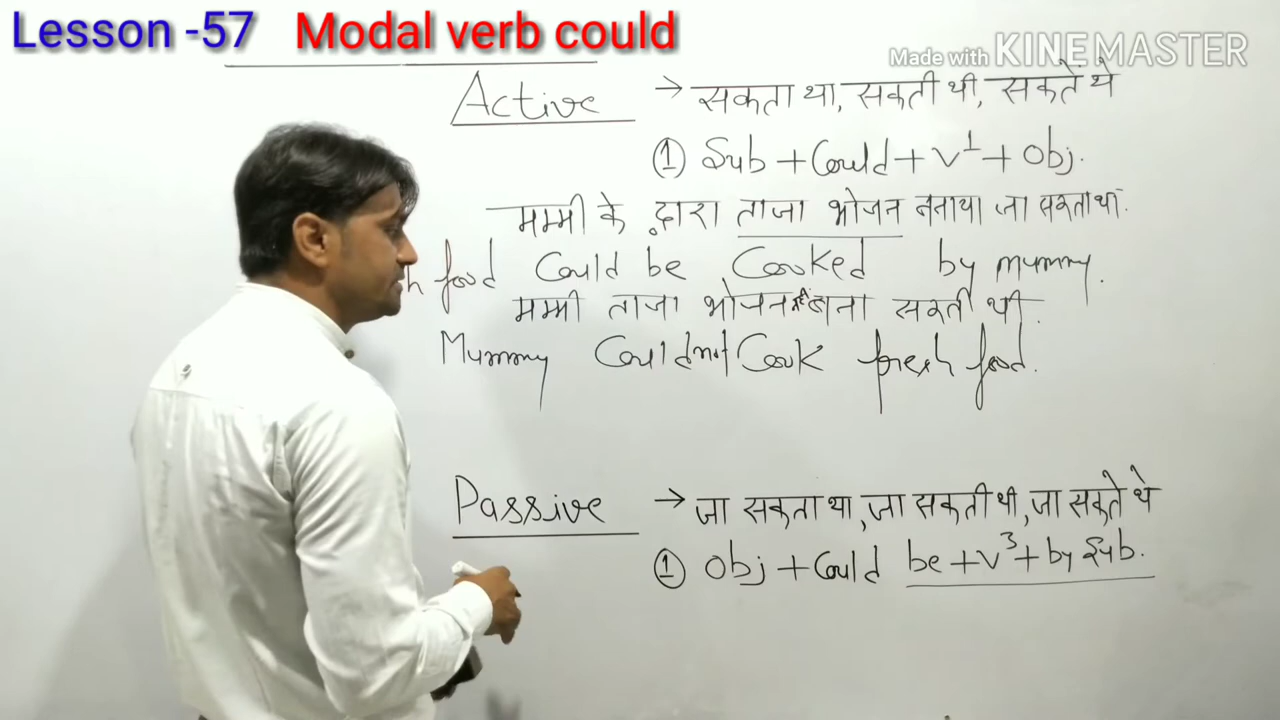 Lesson -57 Modal verb could
Made with KINEMASTER
Active → सकता था, सकती थी, सकते थे
① Sub + Could + V¹ + Obj.
मम्मी के द्वारा ताजा भोजन बनाया जा सकता था.
h food Could be Cooked by mummy.
मम्मी ताजा भोजन नहीं बना सकती थी.
Mummy Could not Cook fresh food.
Passive → जा सकता था, जा सकती थी, जा सकते थे
① Obj + Could be + V³ + by Sub.